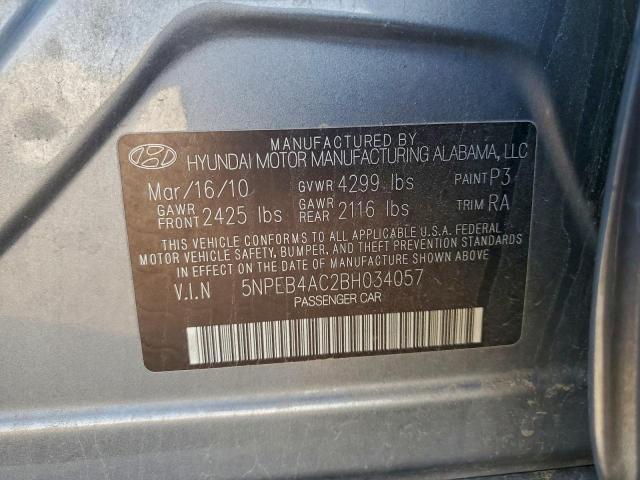 MANUFACTURED BY
HYUNDAI MOTOR MANUFACTURING ALABAMA, LLC
Mar/16/10 GVWR 4299 lbs PAINT P3
GAWR FRONT 2425 lbs GAWR REAR 2116 lbs TRIM RA
THIS VEHICLE CONFORMS TO ALL APPLICABLE U.S.A. FEDERAL
MOTOR VEHICLE SAFETY, BUMPER, AND THEFT PREVENTION STANDARDS
IN EFFECT ON THE DATE OF MANUFACTURE SHOWN ABOVE
V.I.N 5NPEB4AC2BH034057
PASSENGER CAR